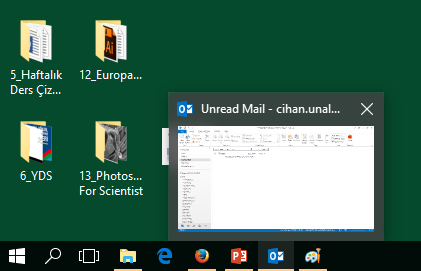 5_Haftalık
Ders Çiz...
12_Europa...
Unread Mail - cihan.unal...
6_YDS
13_Photos...
For Scientist